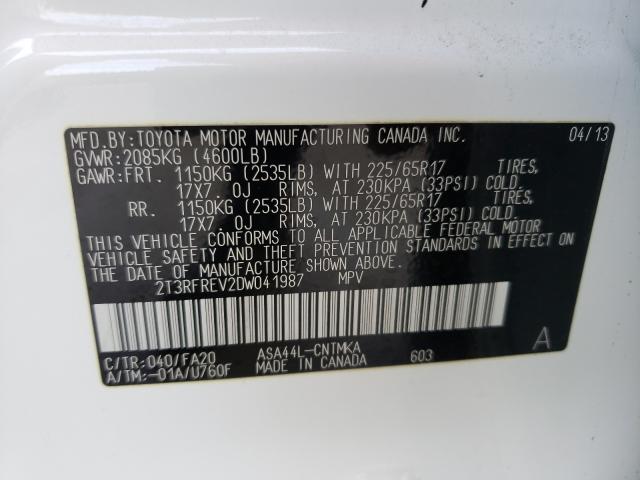 MFD.BY:TOYOTA MOTOR MANUFACTURING CANADA INC. 04/13
GVWR:2085KG (4600LB)
GAWR:FRT. 1150KG (2535LB) WITH 225/65R17 TIRES,
17X7 0J RIMS, AT 230KPA (33PSI) COLD.
RR. 1150KG (2535LB) WITH 225/65R17 TIRES,
17X7 0J RIMS, AT 230KPA (33PSI) COLD.
THIS VEHICLE CONFORMS TO ALL APPLICABLE FEDERAL MOTOR
VEHICLE SAFETY AND THEFT PREVENTION STANDARDS IN EFFECT ON
THE DATE OF MANUFACTURE SHOWN ABOVE.
2T3RFREV2DW041987 MPV
A
C/TR:040/FA20 ASA44L-CNTMKA 603
A/TM:-01A/U760F MADE IN CANADA